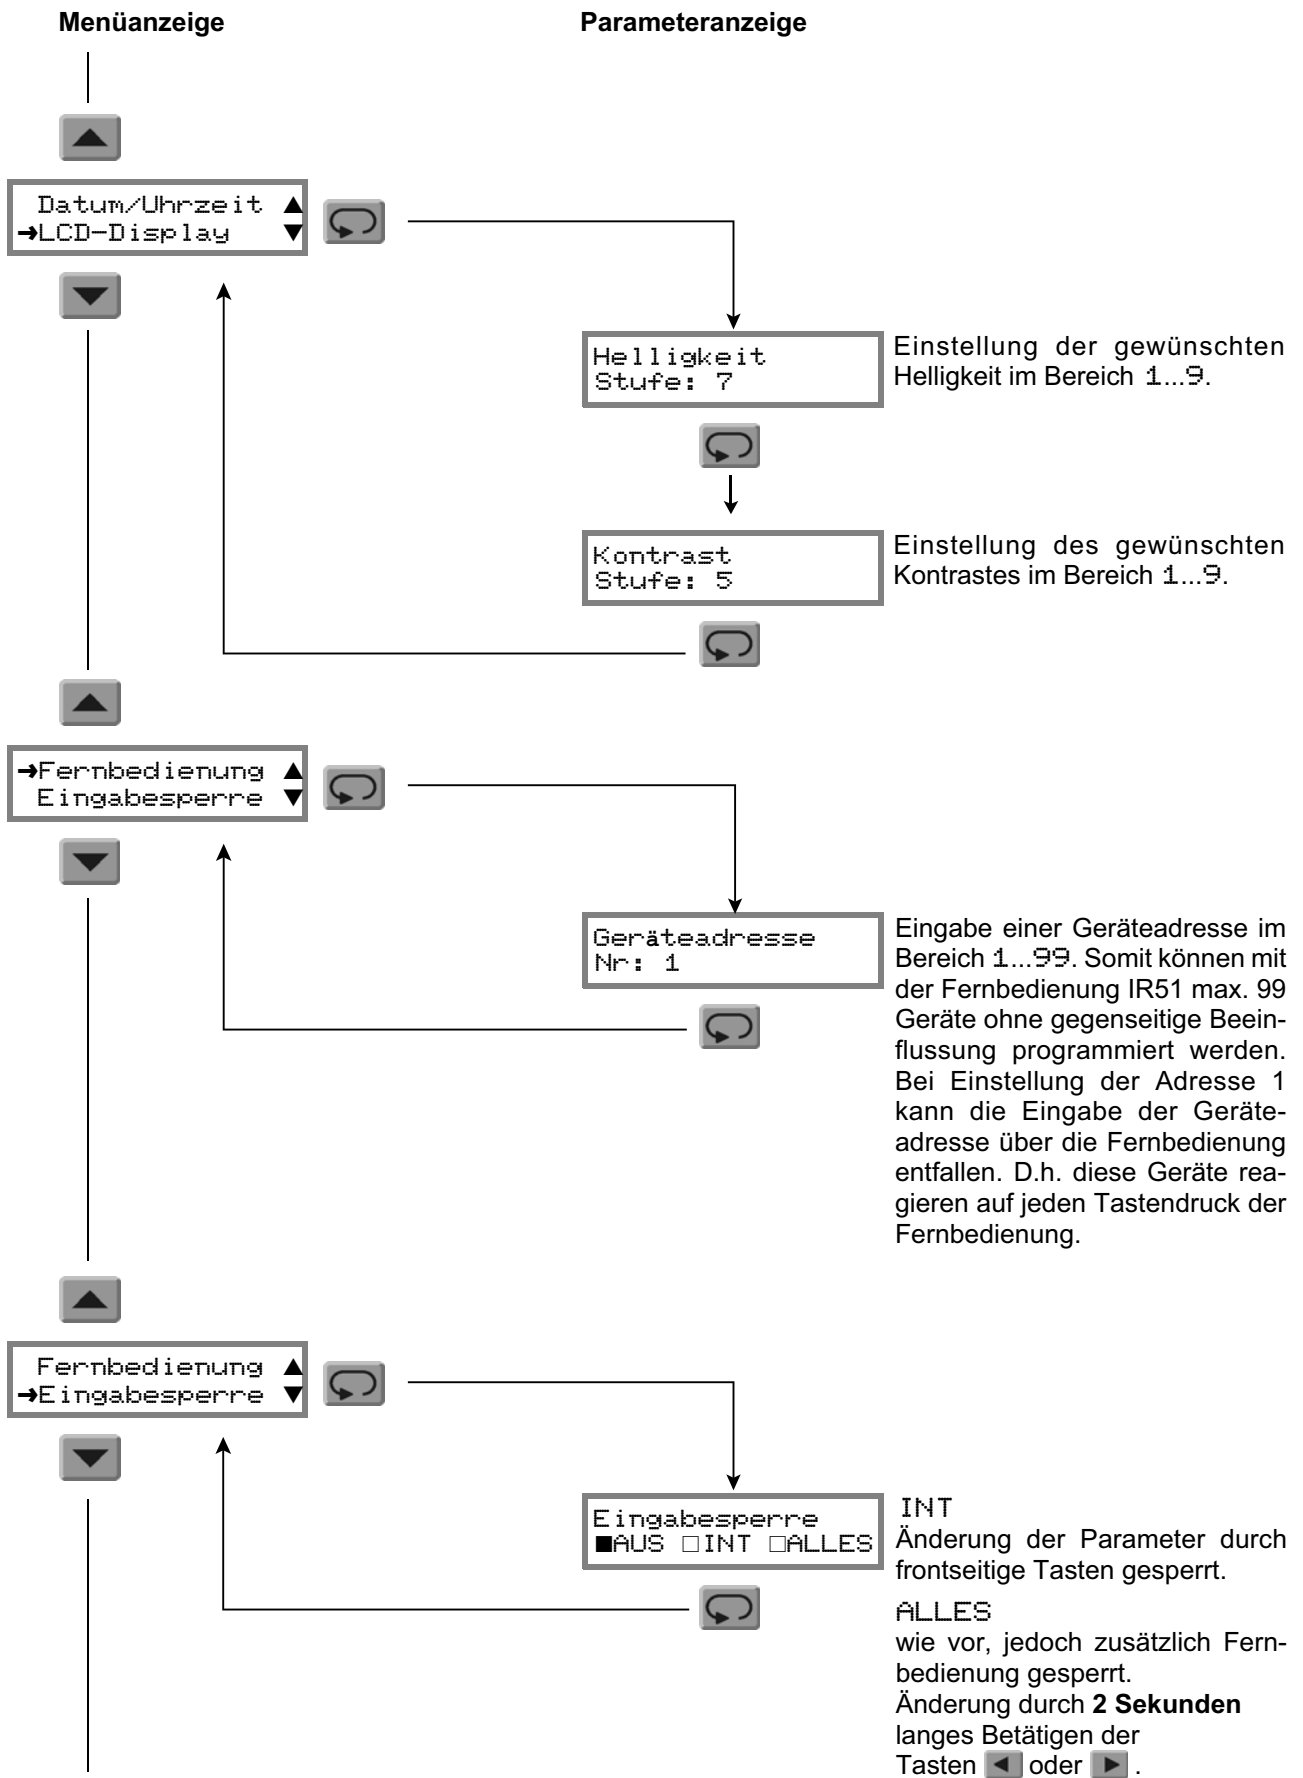 Menüanzeige
Parameteranzeige
Datum/Uhrzeit ▲
→LCD-Display ▼
Helligkeit
Stufe: 7
Einstellung der gewünschten
Helligkeit im Bereich 1...9.
Kontrast
Stufe: 5
Einstellung des gewünschten
Kontrastes im Bereich 1...9.
→Fernbedienung ▲
Eingabesperre ▼
Geräteadresse
Nr: 1
Eingabe einer Geräteadresse im
Bereich 1...99. Somit können mit
der Fernbedienung IR51 max. 99
Geräte ohne gegenseitige Beein-
flussung programmiert werden.
Bei Einstellung der Adresse 1
kann die Eingabe der Geräte-
adresse über die Fernbedienung
entfallen. D.h. diese Geräte rea-
gieren auf jeden Tastendruck der
Fernbedienung.
Fernbedienung ▲
→Eingabesperre ▼
Eingabesperre
■AUS □INT □ALLES
INT
Änderung der Parameter durch
frontseitige Tasten gesperrt.
ALLES
wie vor, jedoch zusätzlich Fern-
bedienung gesperrt.
Änderung durch 2 Sekunden
langes Betätigen der
Tasten ◄ oder ► .